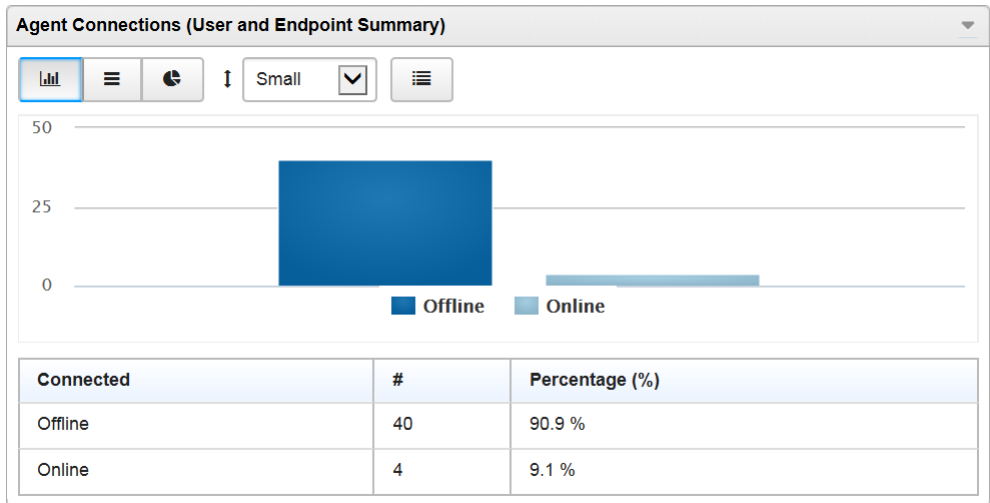 Agent Connections (User and Endpoint Summary)
Small
50
25
0
Offline Online
Connected # Percentage (%)
Offline 40 90.9 %
Online 4 9.1 %